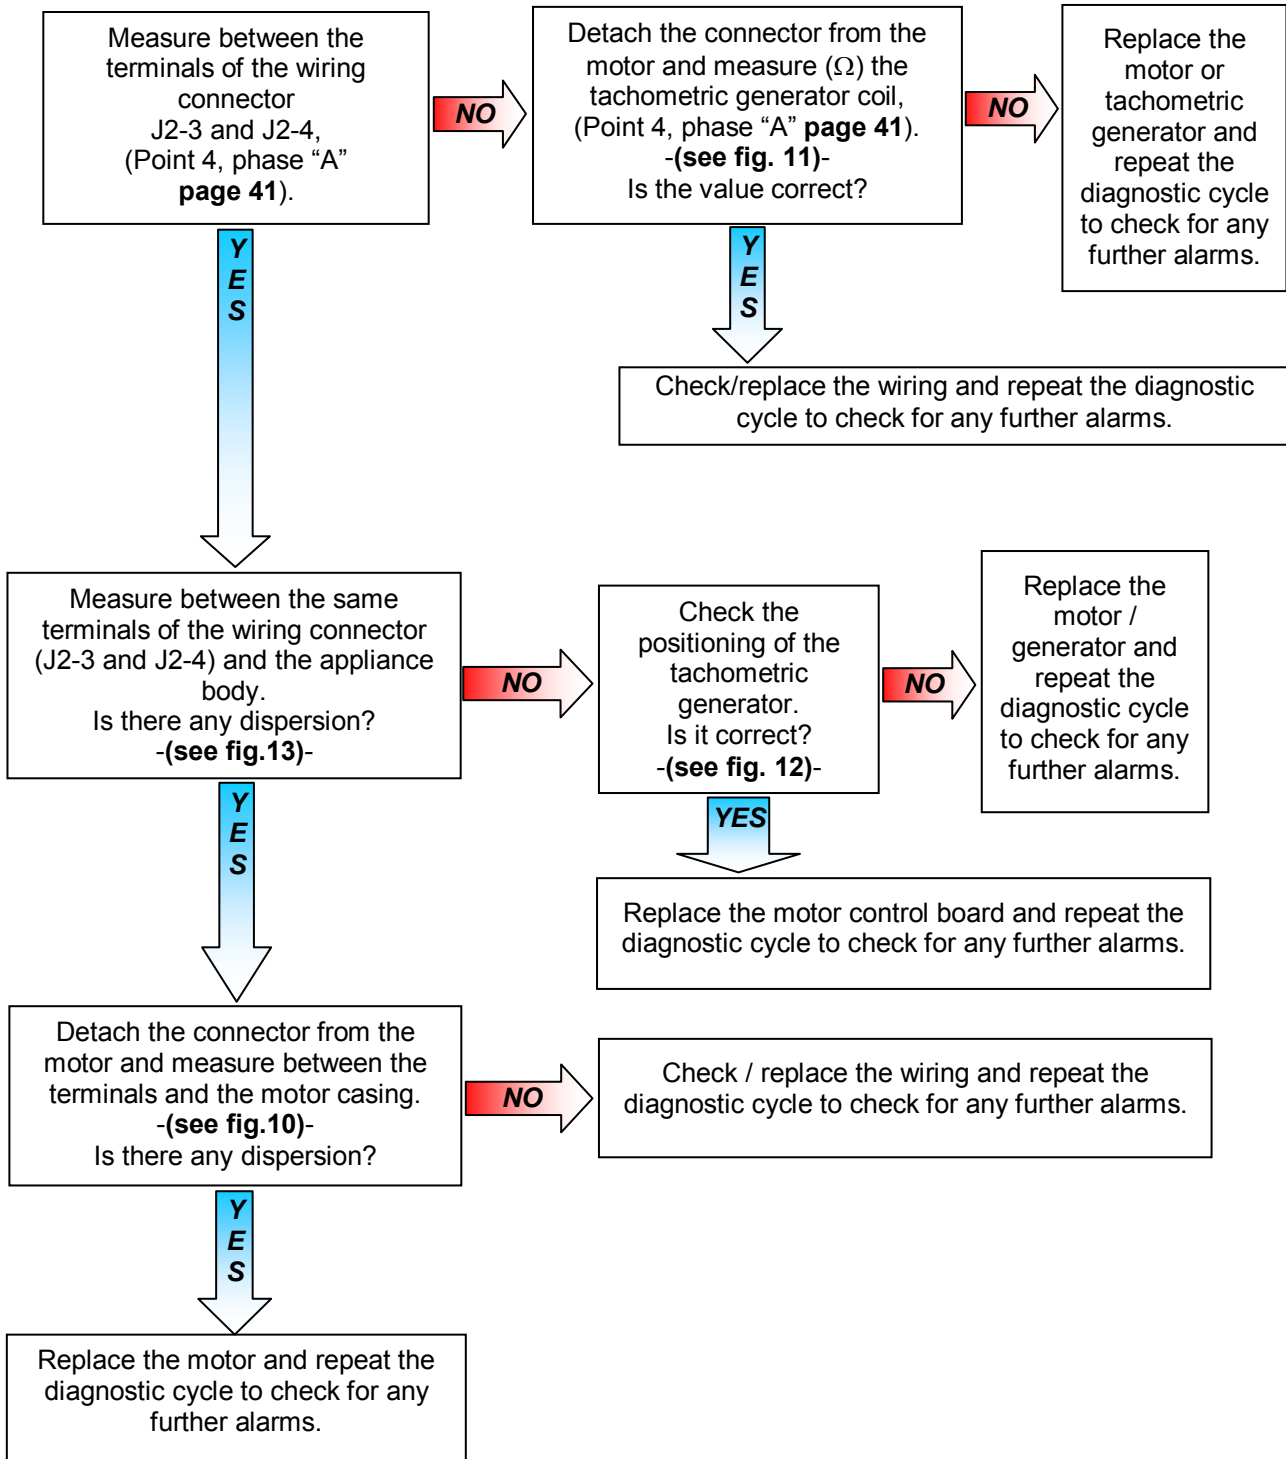 Measure between the
terminals of the wiring
connector
J2-3 and J2-4,
(Point 4, phase “A”
page 41).
NO
Detach the connector from the
motor and measure (Ω) the
tachometric generator coil,
(Point 4, phase “A” page 41).
-(see fig. 11)-
Is the value correct?
NO
Replace the
motor or
tachometric
generator and
repeat the
diagnostic cycle
to check for any
further alarms.
YES
YES
Check/replace the wiring and repeat the diagnostic
cycle to check for any further alarms.
Measure between the same
terminals of the wiring connector
(J2-3 and J2-4) and the appliance
body.
Is there any dispersion?
-(see fig.13)-
NO
Check the
positioning of the
tachometric
generator.
Is it correct?
-(see fig. 12)-
NO
Replace the
motor /
generator and
repeat the
diagnostic cycle
to check for any
further alarms.
YES
YES
Replace the motor control board and repeat the
diagnostic cycle to check for any further alarms.
Detach the connector from the
motor and measure between the
terminals and the motor casing.
-(see fig.10)-
Is there any dispersion?
NO
Check / replace the wiring and repeat the
diagnostic cycle to check for any further alarms.
YES
Replace the motor and repeat the
diagnostic cycle to check for any
further alarms.